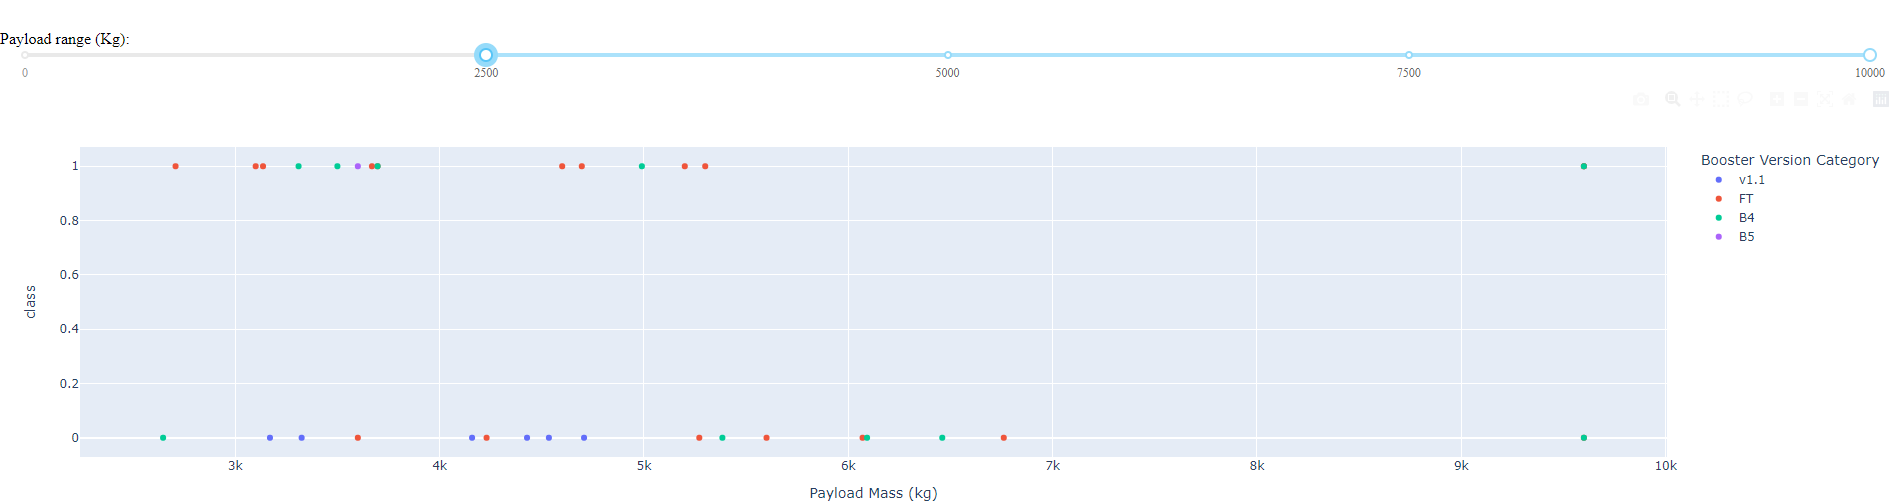 Payload range (Kg):
0 2500 5000 7500 10000
Booster Version Category
v1.1
FT
B4
B5
1
0.8
0.6
0.4
0.2
0
class
3k 4k 5k 6k 7k 8k 9k 10k
Payload Mass (kg)